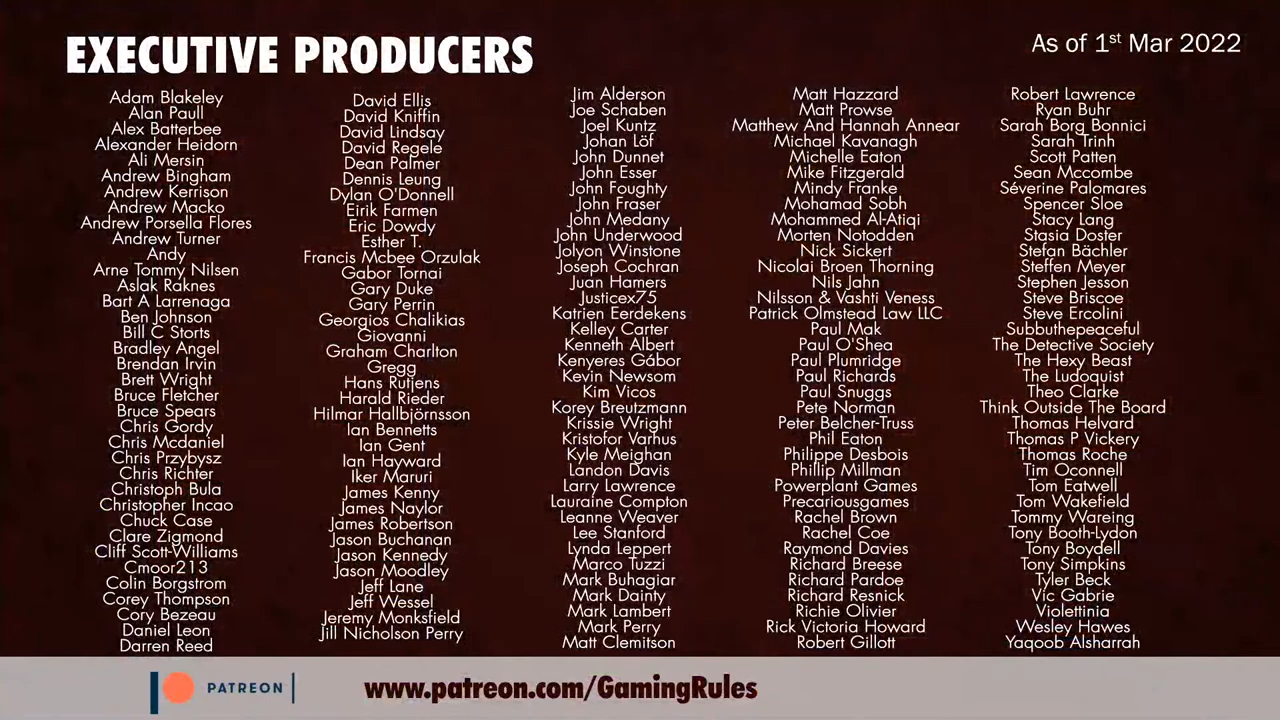 EXECUTIVE PRODUCERS
As of 1st Mar 2022
Adam Blakeley
Alan Paull
Alex Batterbee
Alexander Heidorn
Ali Mersin
Andrew Bingham
Andrew Kerrison
Andrew Macko
Andrew Porsella Flores
Andrew Turner
Andy
Arne Tommy Nilsen
Aslak Raknes
Bart A Larrenaga
Ben Johnson
Bill C Storts
Bradley Angel
Brendan Irvin
Brett Wright
Bruce Fletcher
Bruce Spears
Chris Gordy
Chris Mcdaniel
Chris Przybysz
Chris Richter
Christoph Bula
Christopher Incao
Chuck Case
Clare Zigmond
Cliff Scott-Williams
Cmoor213
Colin Borgstrom
Corey Thompson
Cory Bezeau
Daniel Leon
Darren Reed
David Ellis
David Kniffin
David Lindsay
David Regele
Dean Palmer
Dennis Leung
Dylan O'Donnell
Eirik Farmen
Eric Dowdy
Esther T.
Francis Mcbee Orzulak
Gabor Tornai
Gary Duke
Gary Perrin
Georgios Chalikias
Giovanni
Graham Charlton
Gregg
Hans Rutjens
Harald Rieder
Hilmar Hallbjörnsson
Ian Bennetts
Ian Gent
Ian Hayward
Iker Maruri
James Kenny
James Naylor
James Robertson
Jason Buchanan
Jason Kennedy
Jason Moodley
Jeff Lane
Jeff Wessel
Jeremy Monksfield
Jill Nicholson Perry
Jim Alderson
Joe Schaben
Joel Kuntz
Johan Löf
John Dunnet
John Esser
John Foughty
John Fraser
John Medany
John Underwood
Jolyon Winstone
Joseph Cochran
Juan Hamers
Justicex75
Katrien Eerdekens
Kelley Carter
Kenneth Albert
Kenyeres Gábor
Kevin Newsom
Kim Vicos
Korey Breutzmann
Krissie Wright
Kristofor Varhus
Kyle Meighan
Landon Davis
Larry Lawrence
Lauraine Compton
Leanne Weaver
Lee Stanford
Lynda Leppert
Marco Tuzzi
Mark Buhagiar
Mark Dainty
Mark Lambert
Mark Perry
Matt Clemitson
Matt Hazzard
Matt Prowse
Matthew And Hannah Annear
Michael Kavanagh
Michelle Eaton
Mike Fitzgerald
Mindy Franke
Mohamad Sobh
Mohammed Al-Atiqi
Morten Notodden
Nick Sickert
Nicolai Broen Thorning
Nils Jahn
Nilsson & Vashti Veness
Patrick Olmstead Law LLC
Paul Mak
Paul O'Shea
Paul Plumridge
Paul Richards
Paul Snuggs
Pete Norman
Peter Belcher-Truss
Phil Eaton
Philippe Desbois
Phillip Millman
Powerplant Games
Precariousgames
Rachel Brown
Rachel Coe
Raymond Davies
Richard Breese
Richard Pardoe
Richard Resnick
Richie Olivier
Rick Victoria Howard
Robert Gillott
Robert Lawrence
Ryan Buhr
Sarah Borg Bonnici
Sarah Trinh
Scott Patten
Sean Mccombe
Séverine Palomares
Spencer Sloe
Stacy Lang
Stasia Doster
Stefan Bächler
Steffen Meyer
Stephen Jesson
Steve Briscoe
Steve Ercolini
Subbuthepeaceful
The Detective Society
The Hexy Beast
The Ludoquist
Theo Clarke
Think Outside The Board
Thomas Helvard
Thomas P Vickery
Thomas Roche
Tim Oconnell
Tom Eatwell
Tom Wakefield
Tommy Wareing
Tony Booth-Lydon
Tony Boydell
Tony Simpkins
Tyler Beck
Vic Gabrie
Violettinia
Wesley Hawes
Yaqoob Alsharrah
PATREON
www.patreon.com/GamingRules